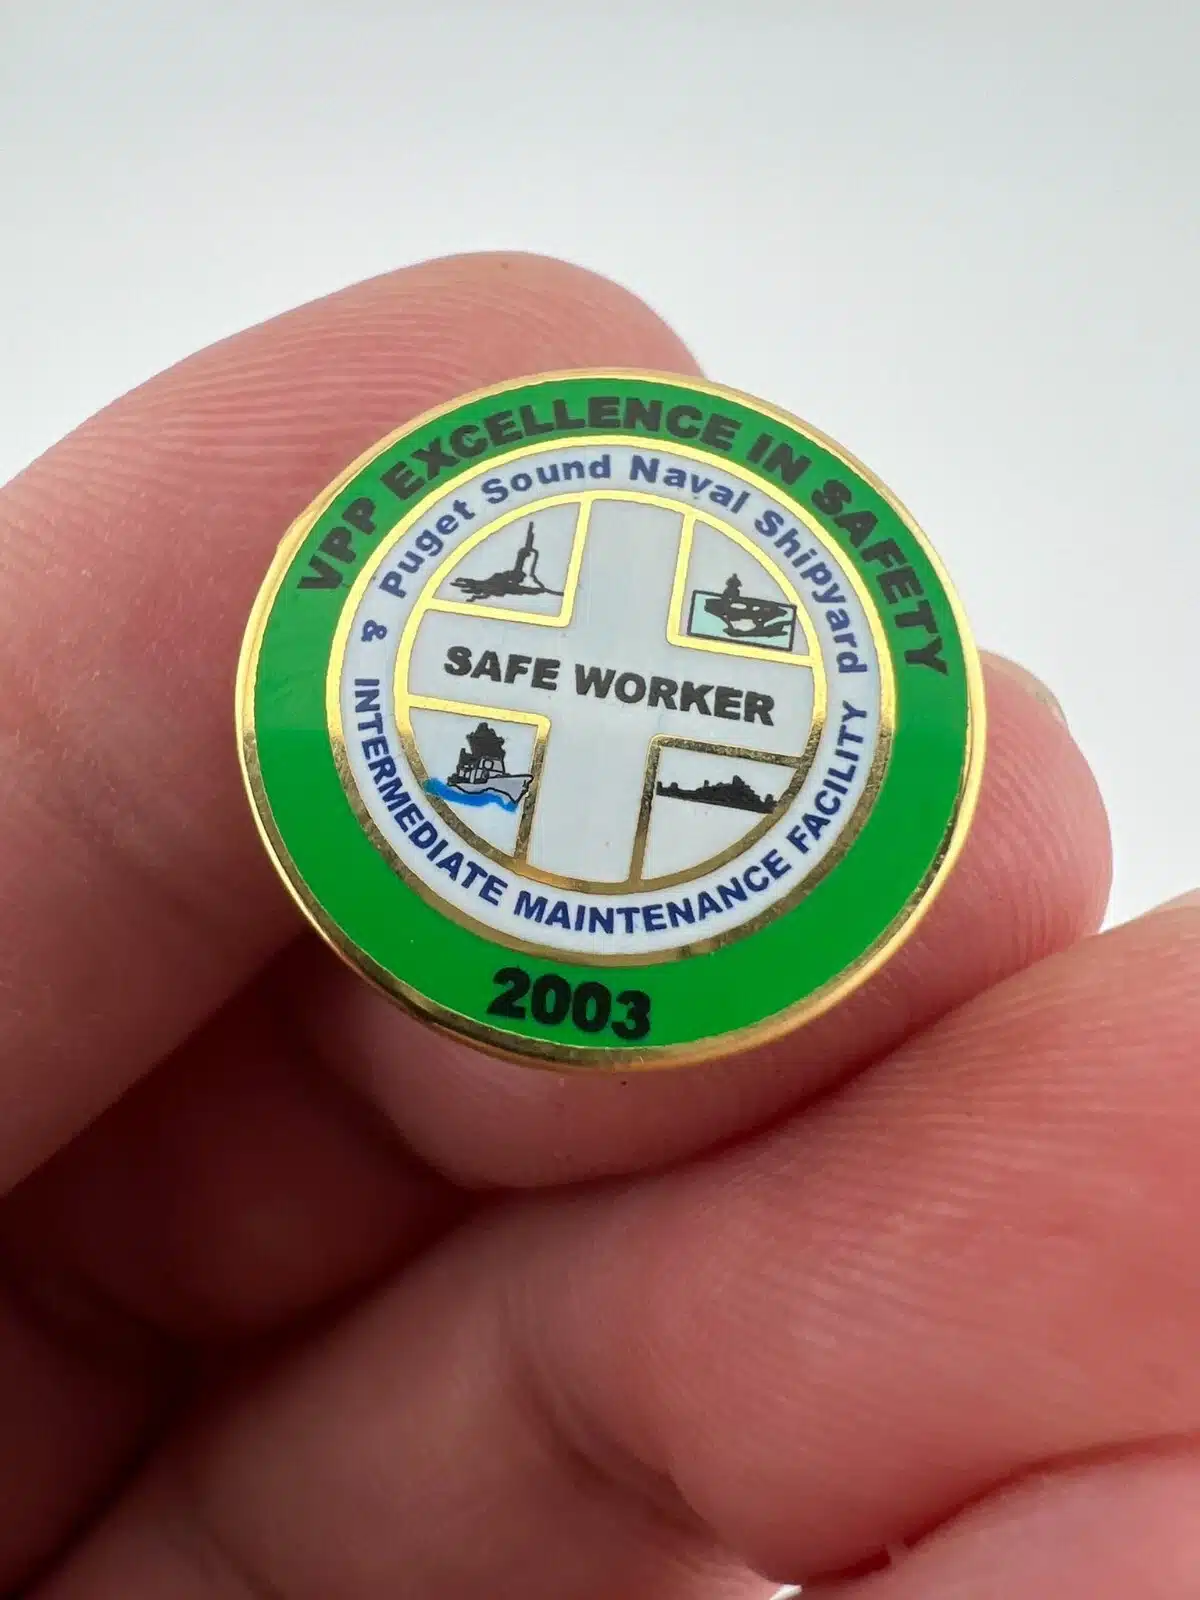 VPP EXCELLENCE IN SAFETY
Puget Sound Naval Shipyard
&
INTERMEDIATE MAINTENANCE FACILITY
SAFE WORKER
2003